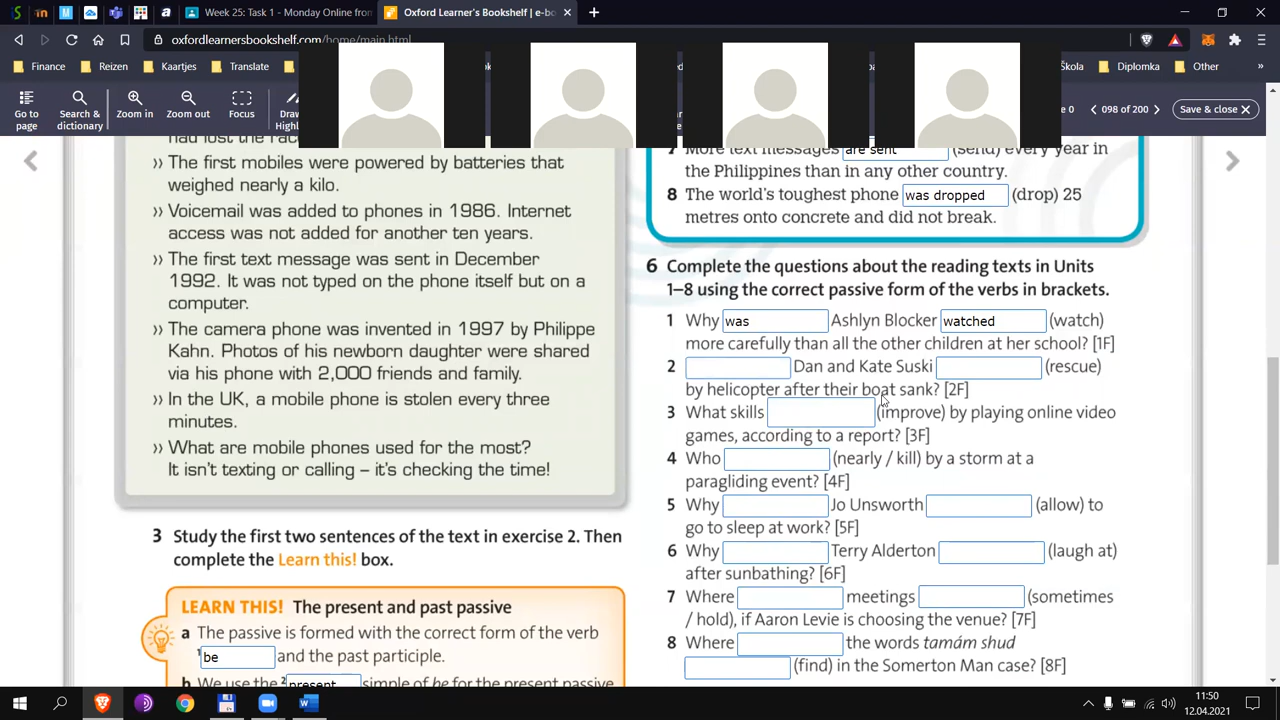 Week 25: Task 1 - Monday Online from
Oxford Learner's Bookshelf | e-bo
oxfordlearnersbookshelf.com/home/main.html
Finance
Reizen
Kaartjes
Translate
Škola
Diplomka
Other
Go to page
Search & dictionary
Zoom in
Zoom out
Focus
098 of 200
Save & close
›› The first mobiles were powered by batteries that
weighed nearly a kilo.
›› Voicemail was added to phones in 1986. Internet
access was not added for another ten years.
›› The first text message was sent in December
1992. It was not typed on the phone itself but on a
computer.
›› The camera phone was invented in 1997 by Philippe
Kahn. Photos of his newborn daughter were shared
via his phone with 2,000 friends and family.
›› In the UK, a mobile phone is stolen every three
minutes.
›› What are mobile phones used for the most?
It isn't texting or calling – it's checking the time!
3 Study the first two sentences of the text in exercise 2. Then
complete the Learn this! box.
LEARN THIS! The present and past passive
a The passive is formed with the correct form of the verb
1 be and the past participle.
b We use the 2 present simple of be for the present passive
7 More text messages are sent (send) every year in
the Philippines than in any other country.
8 The world's toughest phone was dropped (drop) 25
metres onto concrete and did not break.
6 Complete the questions about the reading texts in Units
1–8 using the correct passive form of the verbs in brackets.
1 Why was Ashlyn Blocker watched (watch)
more carefully than all the other children at her school? [1F]
2 Dan and Kate Suski (rescue)
by helicopter after their boat sank? [2F]
3 What skills (improve) by playing online video
games, according to a report? [3F]
4 Who (nearly / kill) by a storm at a
paragliding event? [4F]
5 Why Jo Unsworth (allow) to
go to sleep at work? [5F]
6 Why Terry Alderton (laugh at)
after sunbathing? [6F]
7 Where meetings (sometimes
/ hold), if Aaron Levie is choosing the venue? [7F]
8 Where the words tamám shud
(find) in the Somerton Man case? [8F]
11:50
12.04.2021